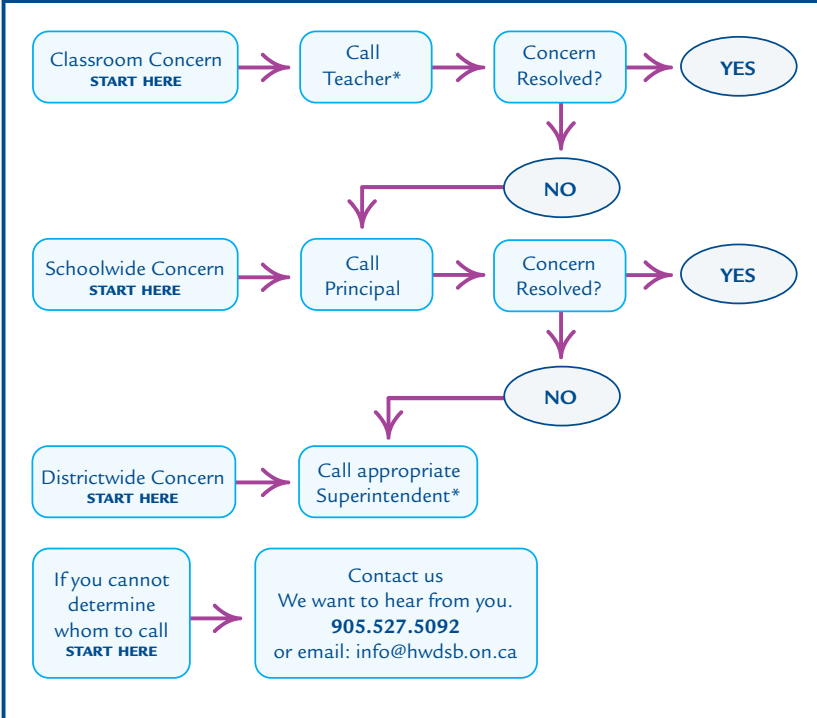 Classroom Concern
START HERE
Call
Teacher*
Concern
Resolved?
YES
NO
Schoolwide Concern
START HERE
Call
Principal
Concern
Resolved?
YES
NO
Districtwide Concern
START HERE
Call appropriate
Superintendent*
If you cannot
determine
whom to call
START HERE
Contact us
We want to hear from you.
905.527.5092
or email: info@hwdsb.on.ca